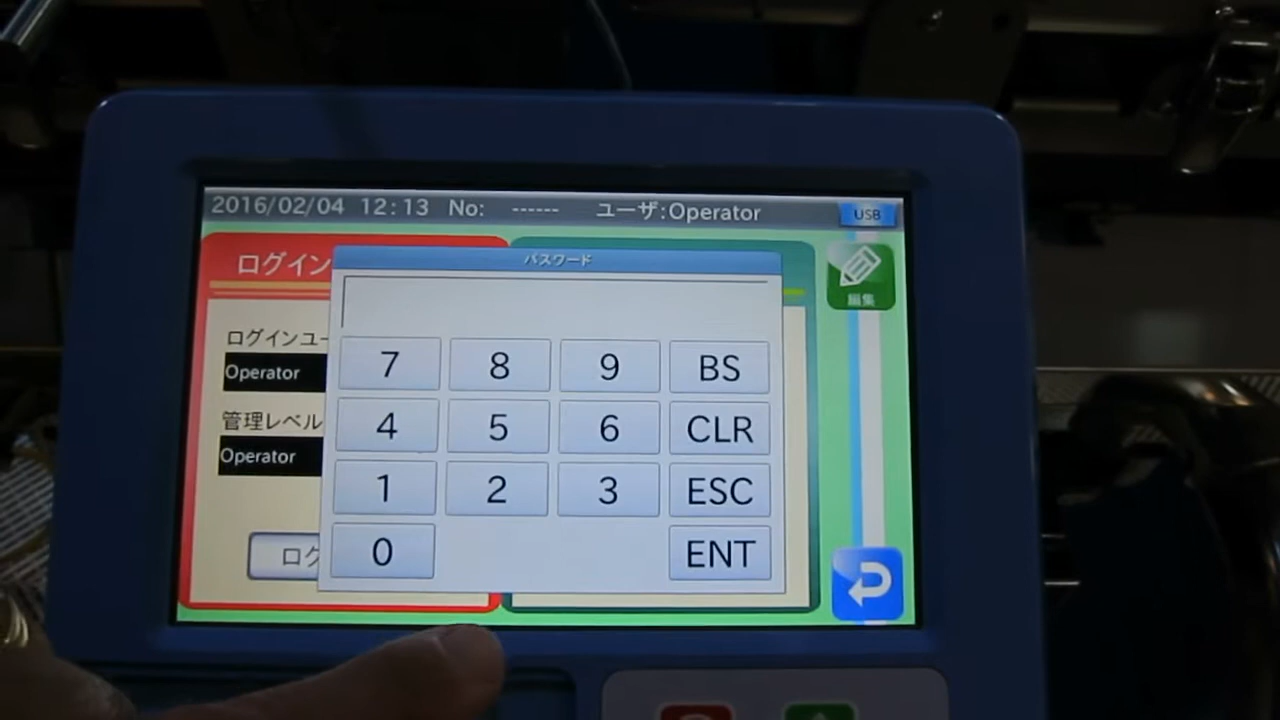 2016/02/04 12:13 No: ------ ユーザ:Operator
USB
ログイン
パスワード
編集
ログインユー
Operator
管理レベル
Operator
ログ
7 8 9 BS
4 5 6 CLR
1 2 3 ESC
0 ENT